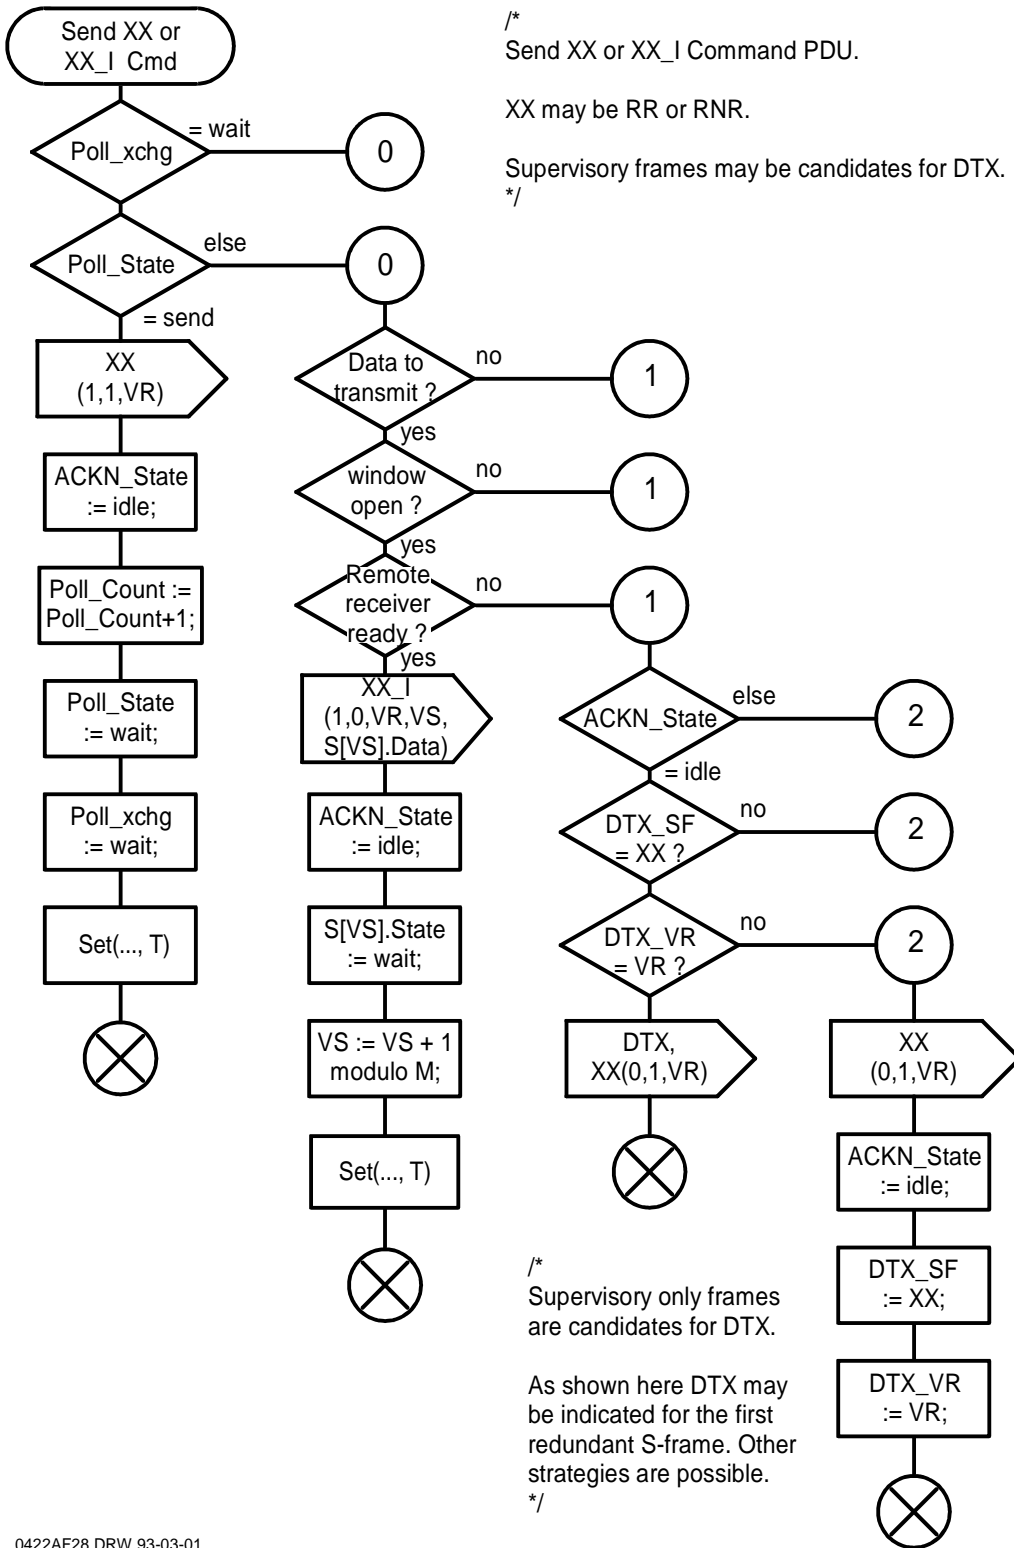 Send XX or
XX_I Cmd
/*
Send XX or XX_I Command PDU.
XX may be RR or RNR.
Supervisory frames may be candidates for DTX.
*/
Poll_xchg
= wait
0
Poll_State
else
0
= send
XX
(1,1,VR)
ACKN_State
:= idle;
Poll_Count :=
Poll_Count+1;
Poll_State
:= wait;
Poll_xchg
:= wait;
Set(..., T)
Data to
transmit ?
no
1
yes
window
open ?
no
1
yes
Remote
receiver
ready ?
no
1
yes
XX_I
(1,0,VR,VS,
S[VS].Data)
ACKN_State
:= idle;
S[VS].State
:= wait;
VS := VS + 1
modulo M;
Set(..., T)
ACKN_State
else
2
= idle
DTX_SF
= XX ?
no
2
DTX_VR
= VR ?
no
2
DTX,
XX(0,1,VR)
XX
(0,1,VR)
ACKN_State
:= idle;
DTX_SF
:= XX;
DTX_VR
:= VR;
/*
Supervisory only frames
are candidates for DTX.
As shown here DTX may
be indicated for the first
redundant S-frame. Other
strategies are possible.
*/
0422AF28.DRW 93-03-01